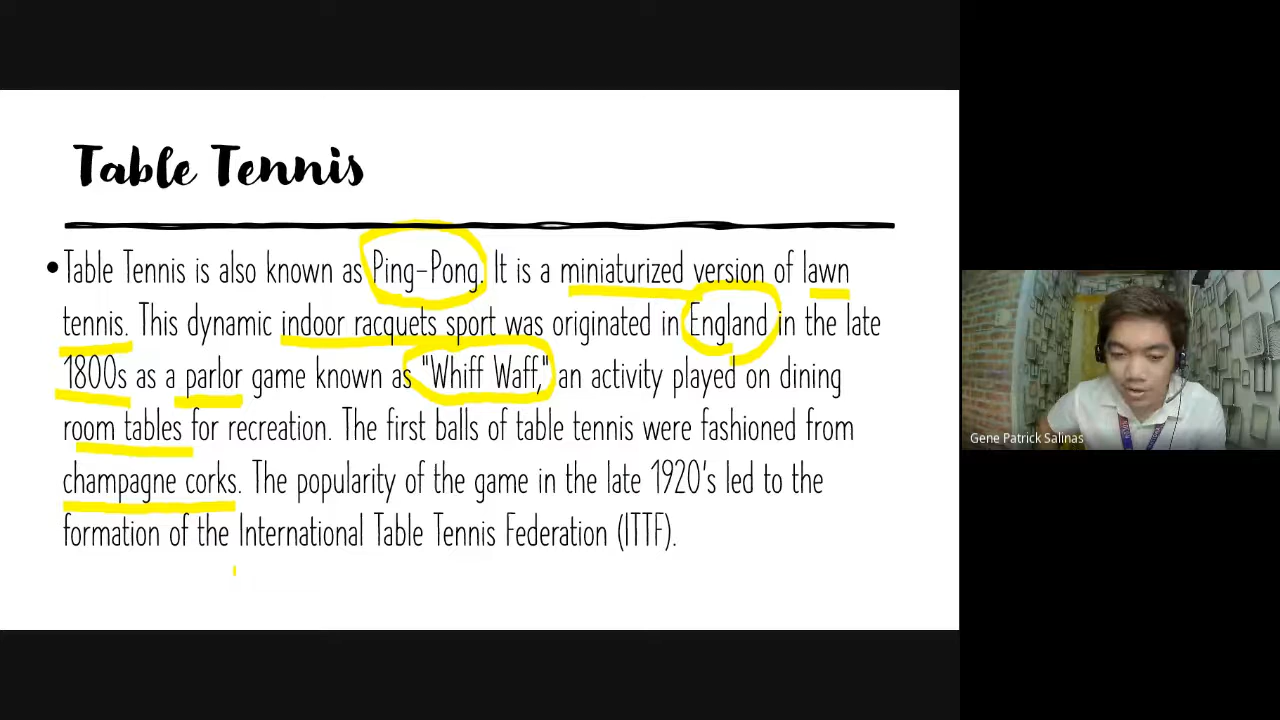 Table Tennis
•Table Tennis is also known as Ping-Pong. It is a miniaturized version of lawn
tennis. This dynamic indoor racquets sport was originated in England in the late
1800s as a parlor game known as "Whiff Waff," an activity played on dining
room tables for recreation. The first balls of table tennis were fashioned from
champagne corks. The popularity of the game in the late 1920's led to the
formation of the International Table Tennis Federation (ITTF).
Gene Patrick Salinas